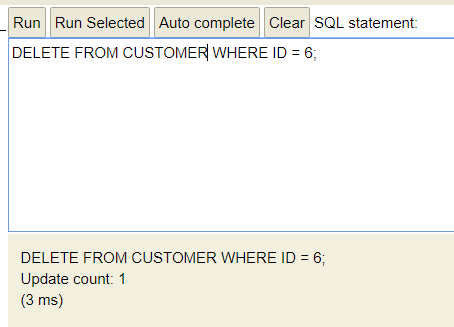 Run Run Selected Auto complete Clear SQL statement:
DELETE FROM CUSTOMER WHERE ID = 6;
DELETE FROM CUSTOMER WHERE ID = 6;
Update count: 1
(3 ms)